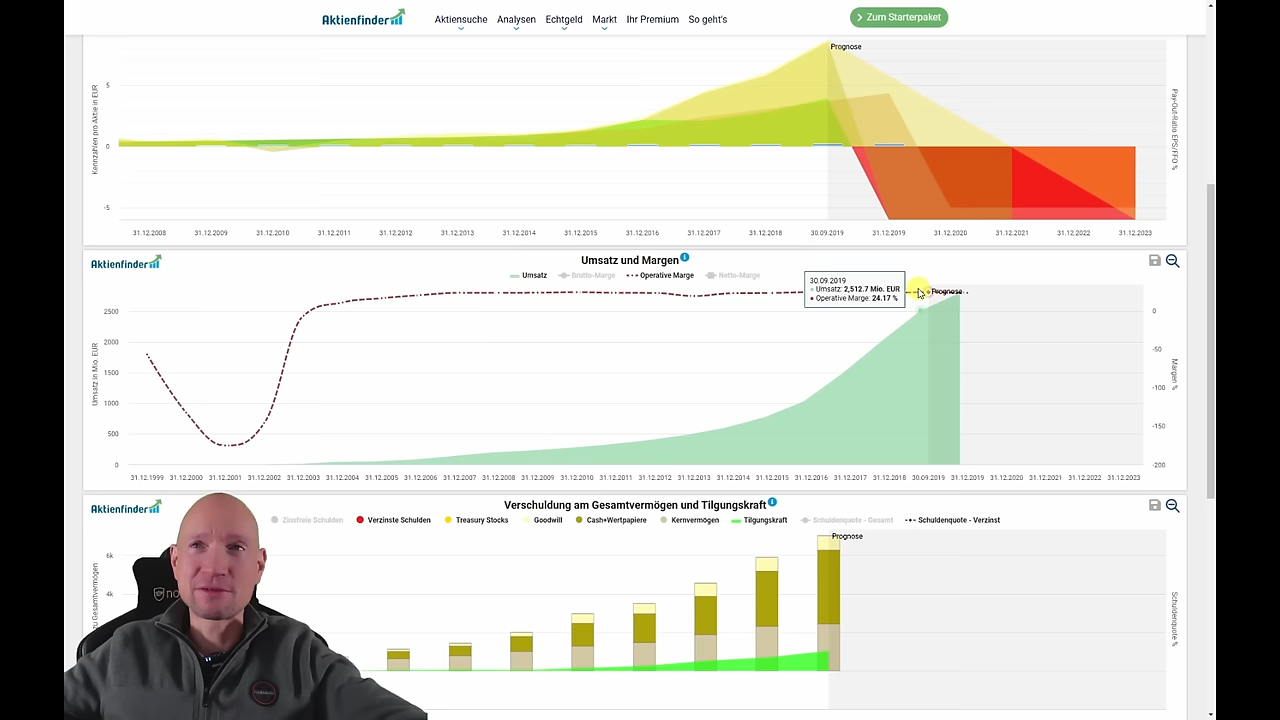 Aktienfinder
Aktiensuche Analysen Echtgeld Markt Ihr Premium So geht's
Zum Starterpaket
Prognose
Kennzahlen pro Aktie in EUR
5
0
-5
Pay-Out-Ratio EPS/FFO %
31.12.2008 31.12.2009 31.12.2010 31.12.2011 31.12.2012 31.12.2013 31.12.2014 31.12.2015 31.12.2016 31.12.2017 31.12.2018 30.09.2019 31.12.2019 31.12.2020 31.12.2021 31.12.2022 31.12.2023
Aktienfinder
Umsatz und Margen
Umsatz Brutto-Marge Operative Marge Netto-Marge
30.09.2019
Umsatz: 2,512.7 Mio. EUR
Operative Marge: 24.17 %
Prognose
Umsatz in Mio. EUR
2500
2000
1500
1000
500
0
0
-50
-100
-150
-200
Margen %
31.12.1999 31.12.2000 31.12.2001 31.12.2002 31.12.2003 31.12.2004 31.12.2005 31.12.2006 31.12.2007 31.12.2008 31.12.2009 31.12.2010 31.12.2011 31.12.2012 31.12.2013 31.12.2014 31.12.2015 31.12.2016 31.12.2017 31.12.2018 30.09.2019 31.12.2019 31.12.2020 31.12.2021 31.12.2022 31.12.2023
Aktienfinder
Verschuldung am Gesamtvermögen und Tilgungskraft
Zinsfreie Schulden Verzinste Schulden Treasury Stocks Goodwill Cash+Wertpapiere Kernvermögen Tilgungskraft Schuldenquote - Gesamt Schuldenquote - Verzinst
Prognose
6k
4k
zu Gesamtvermögen
Schuldenquote %
no